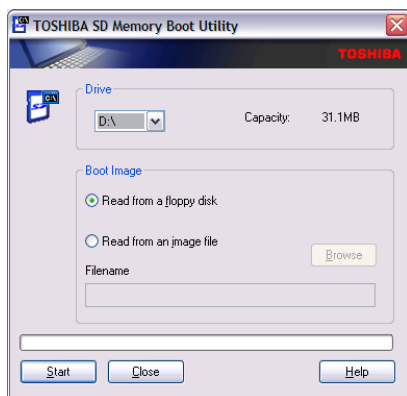 TOSHIBA SD Memory Boot Utility
TOSHIBA
C:\
SD
Drive
D:\ Capacity: 31.1MB
Boot Image
Read from a floppy disk
Read from an image file
Browse
Filename
Start Close Help